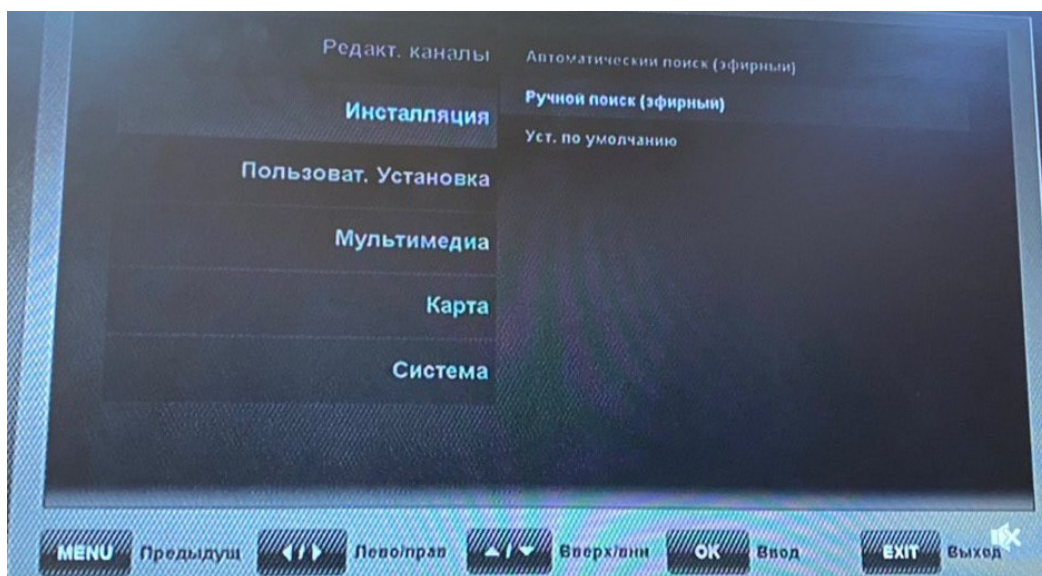 Редакт. каналы
Автоматический поиск (эфирный)
Инсталляция
Ручной поиск (эфирный)
Уст. по умолчанию
Пользоват. Установка
Мультимедиа
Карта
Система
MENU Предыдущ Лево/прав Вверх/вни OK Ввод EXIT Выход